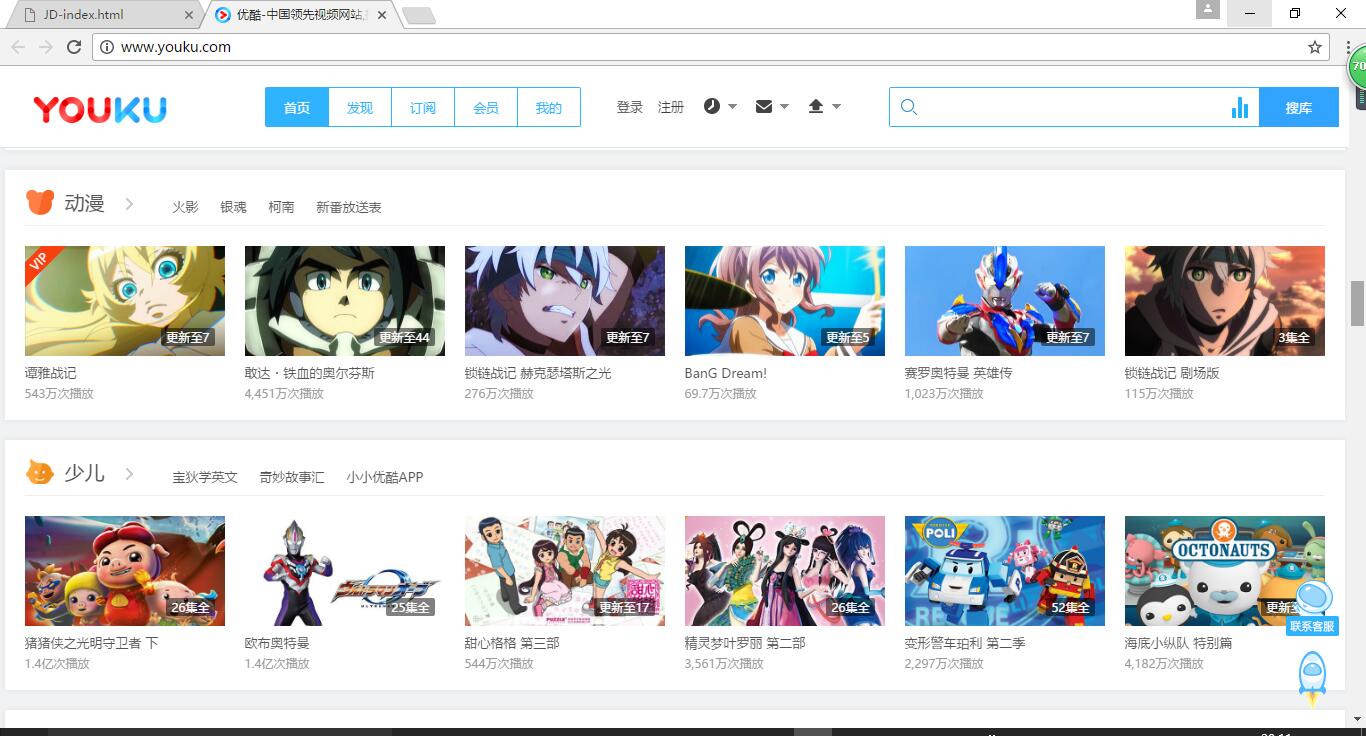 JD-index.html
优酷-中国领先视频网站,
www.youku.com
70
YOUKU
首页 发现 订阅 会员 我的
登录 注册
搜库
动漫
火影 银魂 柯南 新番放送表
VIP
更新至7
更新至44
更新至7
更新至5
更新至7
3集全
谭雅战记
敢达·铁血的奥尔芬斯
锁链战记 赫克瑟塔斯之光
BanG Dream!
赛罗奥特曼 英雄传
锁链战记 剧场版
543万次播放
4,451万次播放
276万次播放
69.7万次播放
1,023万次播放
115万次播放
少儿
宝狄学英文 奇妙故事汇 小小优酷APP
POLI
OCTONAUTS
26集全
25集全
更新至17
26集全
52集全
更新至
联系客服
猪猪侠之光明守卫者 下
欧布奥特曼
甜心格格 第三部
精灵梦叶罗丽 第二部
变形警车珀利 第二季
海底小纵队 特别篇
1.4亿次播放
1.4亿次播放
544万次播放
3,561万次播放
2,297万次播放
4,182万次播放